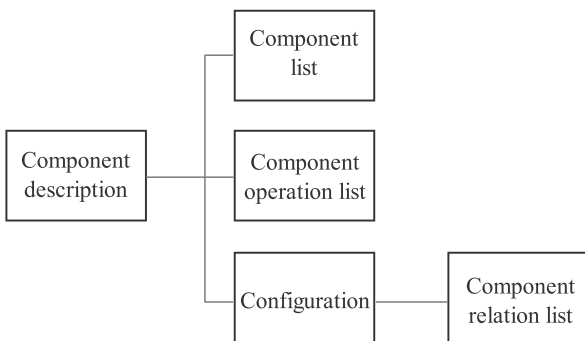 Component
list
Component
description
Component
operation list
Configuration
Component
relation list